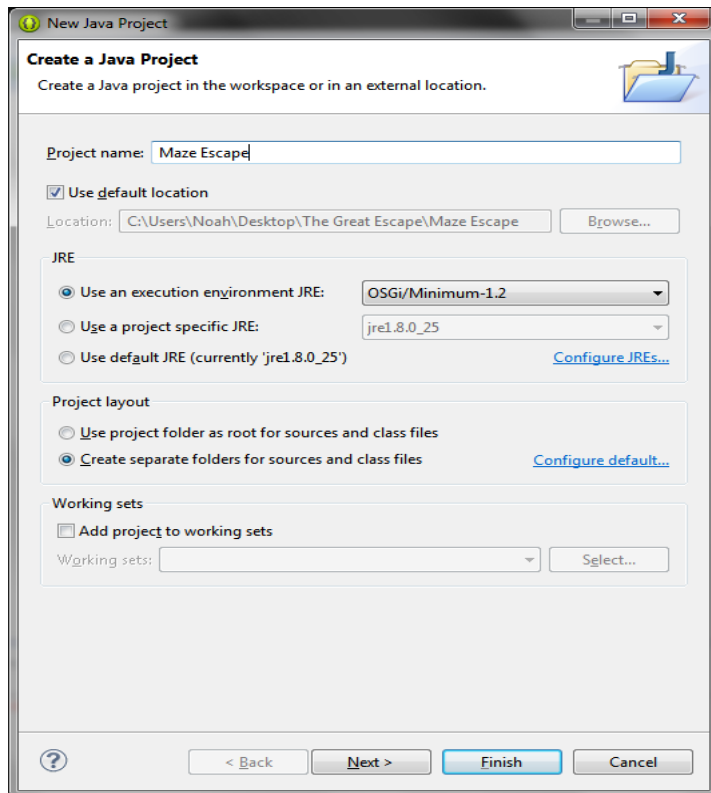 New Java Project
Create a Java Project
Create a Java project in the workspace or in an external location.
Project name: Maze Escape
Use default location
Location: C:\Users\Noah\Desktop\The Great Escape\Maze Escape Browse...
JRE
Use an execution environment JRE: OSGi/Minimum-1.2
Use a project specific JRE: jre1.8.0_25
Use default JRE (currently 'jre1.8.0_25') Configure JREs...
Project layout
Use project folder as root for sources and class files
Create separate folders for sources and class files Configure default...
Working sets
Add project to working sets
Working sets: Select...
? < Back Next > Finish Cancel